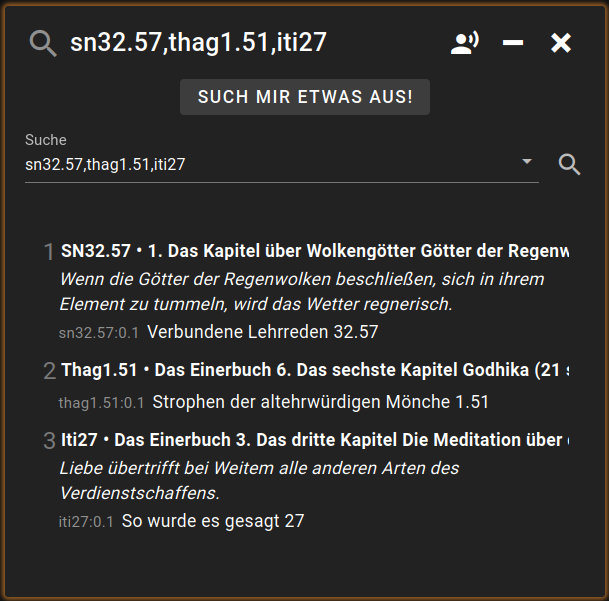 sn32.57,thag1.51,iti27
SUCH MIR ETWAS AUS!
Suche
sn32.57,thag1.51,iti27
1 SN32.57 • 1. Das Kapitel über Wolkengötter Götter der Regenw
Wenn die Götter der Regenwolken beschließen, sich in ihrem
Element zu tummeln, wird das Wetter regnerisch.
sn32.57:0.1 Verbundene Lehrreden 32.57
2 Thag1.51 • Das Einerbuch 6. Das sechste Kapitel Godhika (21
thag1.51:0.1 Strophen der altehrwürdigen Mönche 1.51
3 Iti27 • Das Einerbuch 3. Das dritte Kapitel Die Meditation über
Liebe übertrifft bei Weitem alle anderen Arten des
Verdienstschaffens.
iti27:0.1 So wurde es gesagt 27